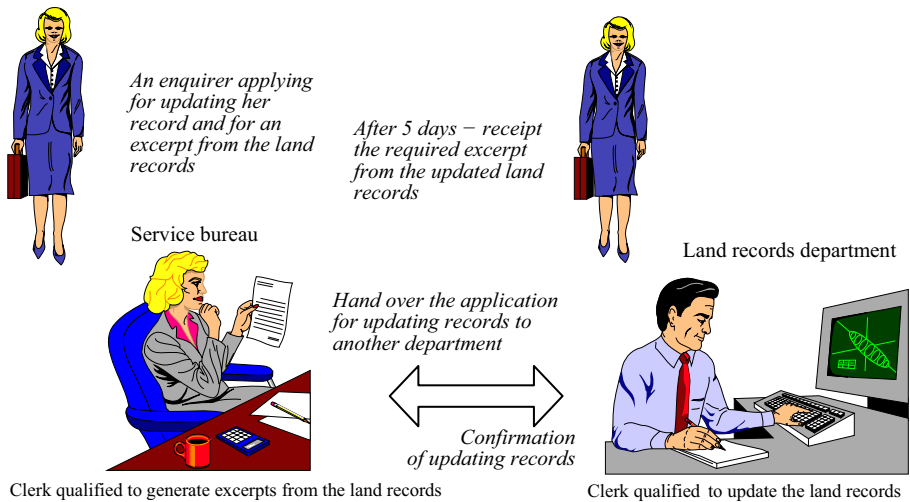 An enquirer applying
for updating her
record and for an
excerpt from the land
records
After 5 days − receipt
the required excerpt
from the updated land
records
Service bureau
Land records department
Hand over the application
for updating records to
another department
Confirmation
of updating records
Clerk qualified to generate excerpts from the land records
Clerk qualified to update the land records